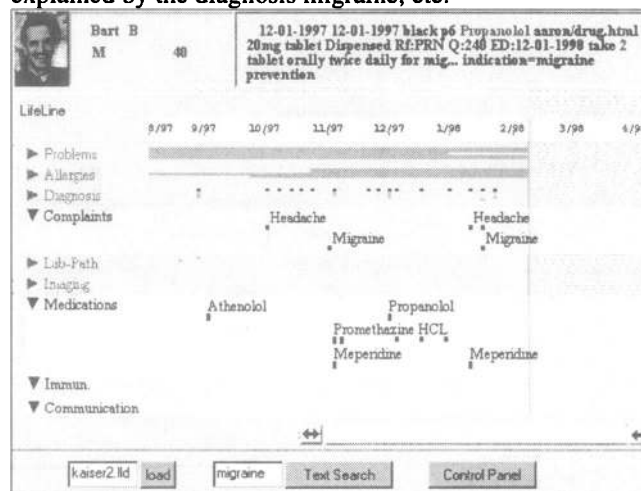 explained by the diagnosis migraine, etc.
Bart B
M 40
12-01-1997 12-01-1997 black p6 Propanolol aaron/drug.html
20mg tablet Dispensed Rf:PRN Q:240 ED:12-01-1998 take 2
tablet orally twice daily for mig... indication=migraine
prevention
LifeLine
8/97 9/97 10/97 11/97 12/97 1/98 2/98 3/98 4/9
Problems
Allergies
Diagnosis
Complaints
Headache Headache
Migraine Migraine
Lab-Path
Imaging
Medications
Athenolol Propanolol
Promethazine HCL
Meperidine Meperidine
Immun.
Communication
kaiser2.lld load migraine Text Search Control Panel